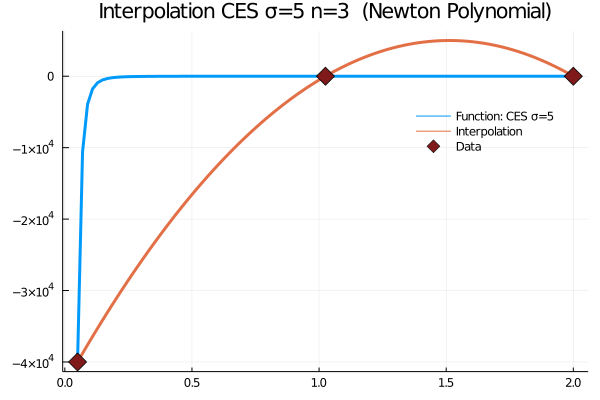 Interpolation CES σ=5 n=3  (Newton Polynomial)
0
−1×10⁴
−2×10⁴
−3×10⁴
−4×10⁴
Function: CES σ=5
Interpolation
Data
0.0 0.5 1.0 1.5 2.0